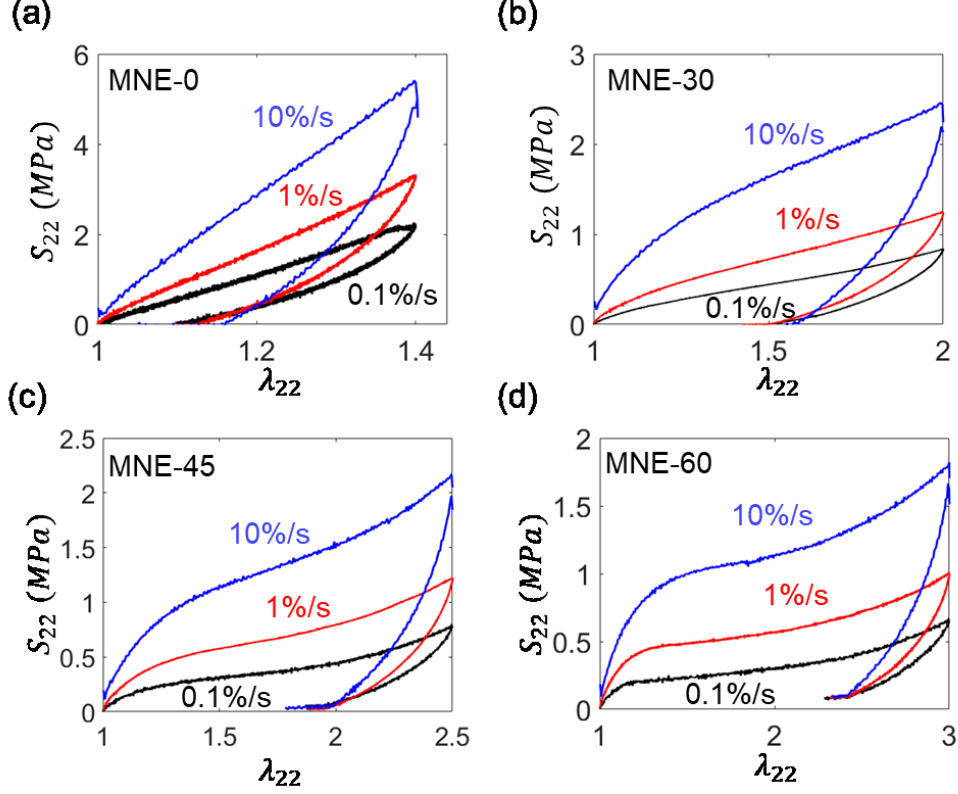 (a)
MNE-0
10%/s
1%/s
0.1%/s
S22 (MPa)
6
4
2
0
1
1.2
1.4
λ22
(b)
MNE-30
10%/s
1%/s
0.1%/s
S22 (MPa)
3
2
1
0
1
1.5
2
λ22
(c)
MNE-45
10%/s
1%/s
0.1%/s
S22 (MPa)
2.5
2
1.5
1
0.5
0
1
1.5
2
2.5
λ22
(d)
MNE-60
10%/s
1%/s
0.1%/s
S22 (MPa)
2
1.5
1
0.5
0
1
2
3
λ22